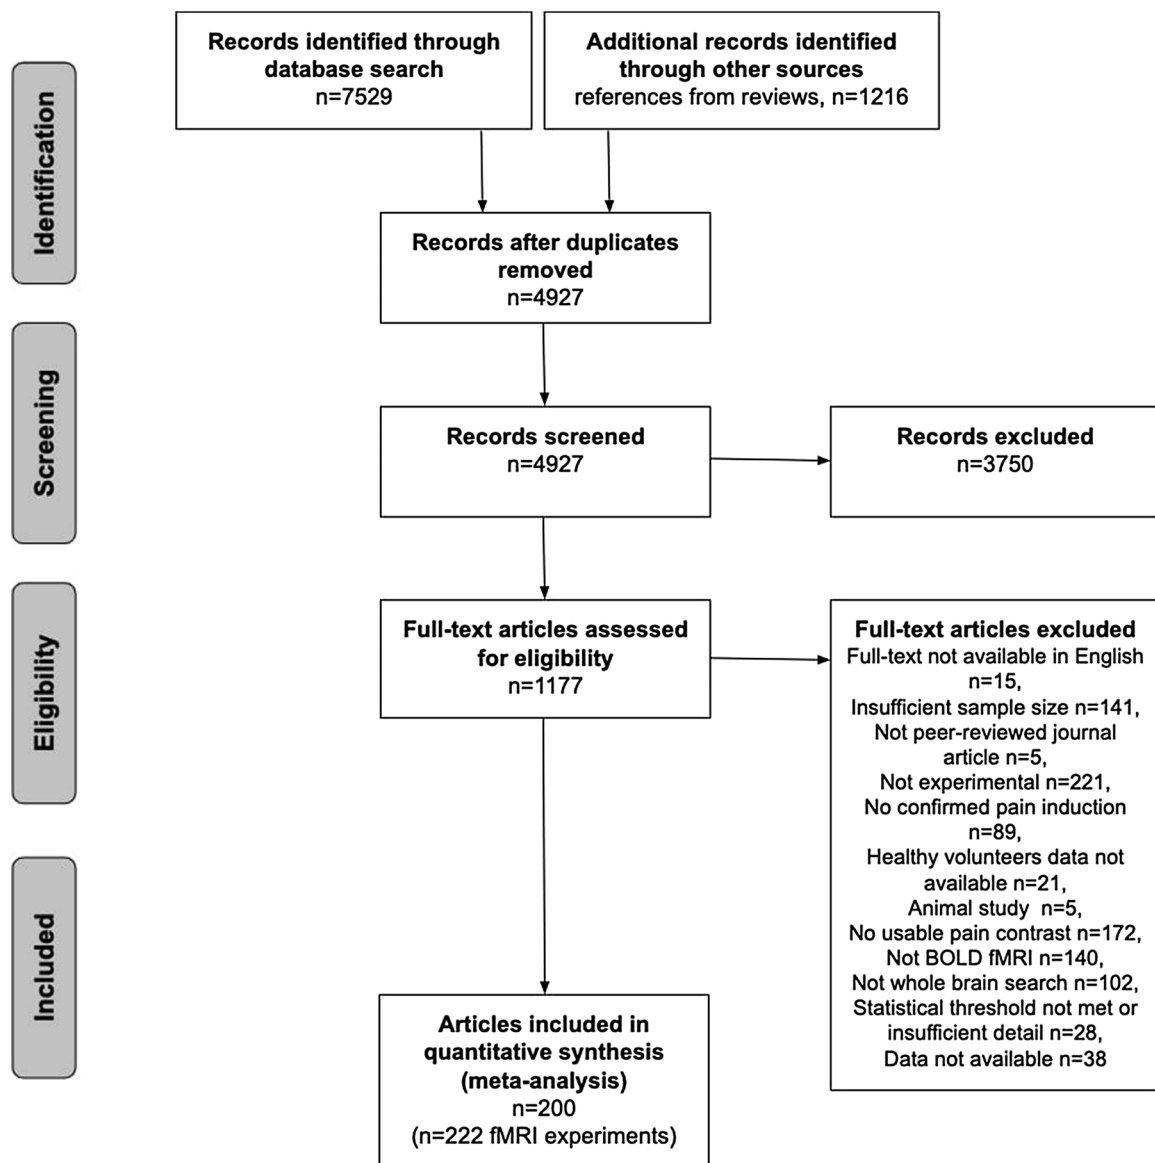 Identification
Records identified through
database search
n=7529
Additional records identified
through other sources
references from reviews, n=1216
Records after duplicates
removed
n=4927
Screening
Records screened
n=4927
Records excluded
n=3750
Eligibility
Full-text articles assessed
for eligibility
n=1177
Full-text articles excluded
Full-text not available in English
n=15,
Insufficient sample size n=141,
Not peer-reviewed journal
article n=5,
Not experimental n=221,
No confirmed pain induction
n=89,
Healthy volunteers data not
available n=21,
Animal study n=5,
No usable pain contrast n=172,
Not BOLD fMRI n=140,
Not whole brain search n=102,
Statistical threshold not met or
insufficient detail n=28,
Data not available n=38
Included
Articles included in
quantitative synthesis
(meta-analysis)
n=200
(n=222 fMRI experiments)